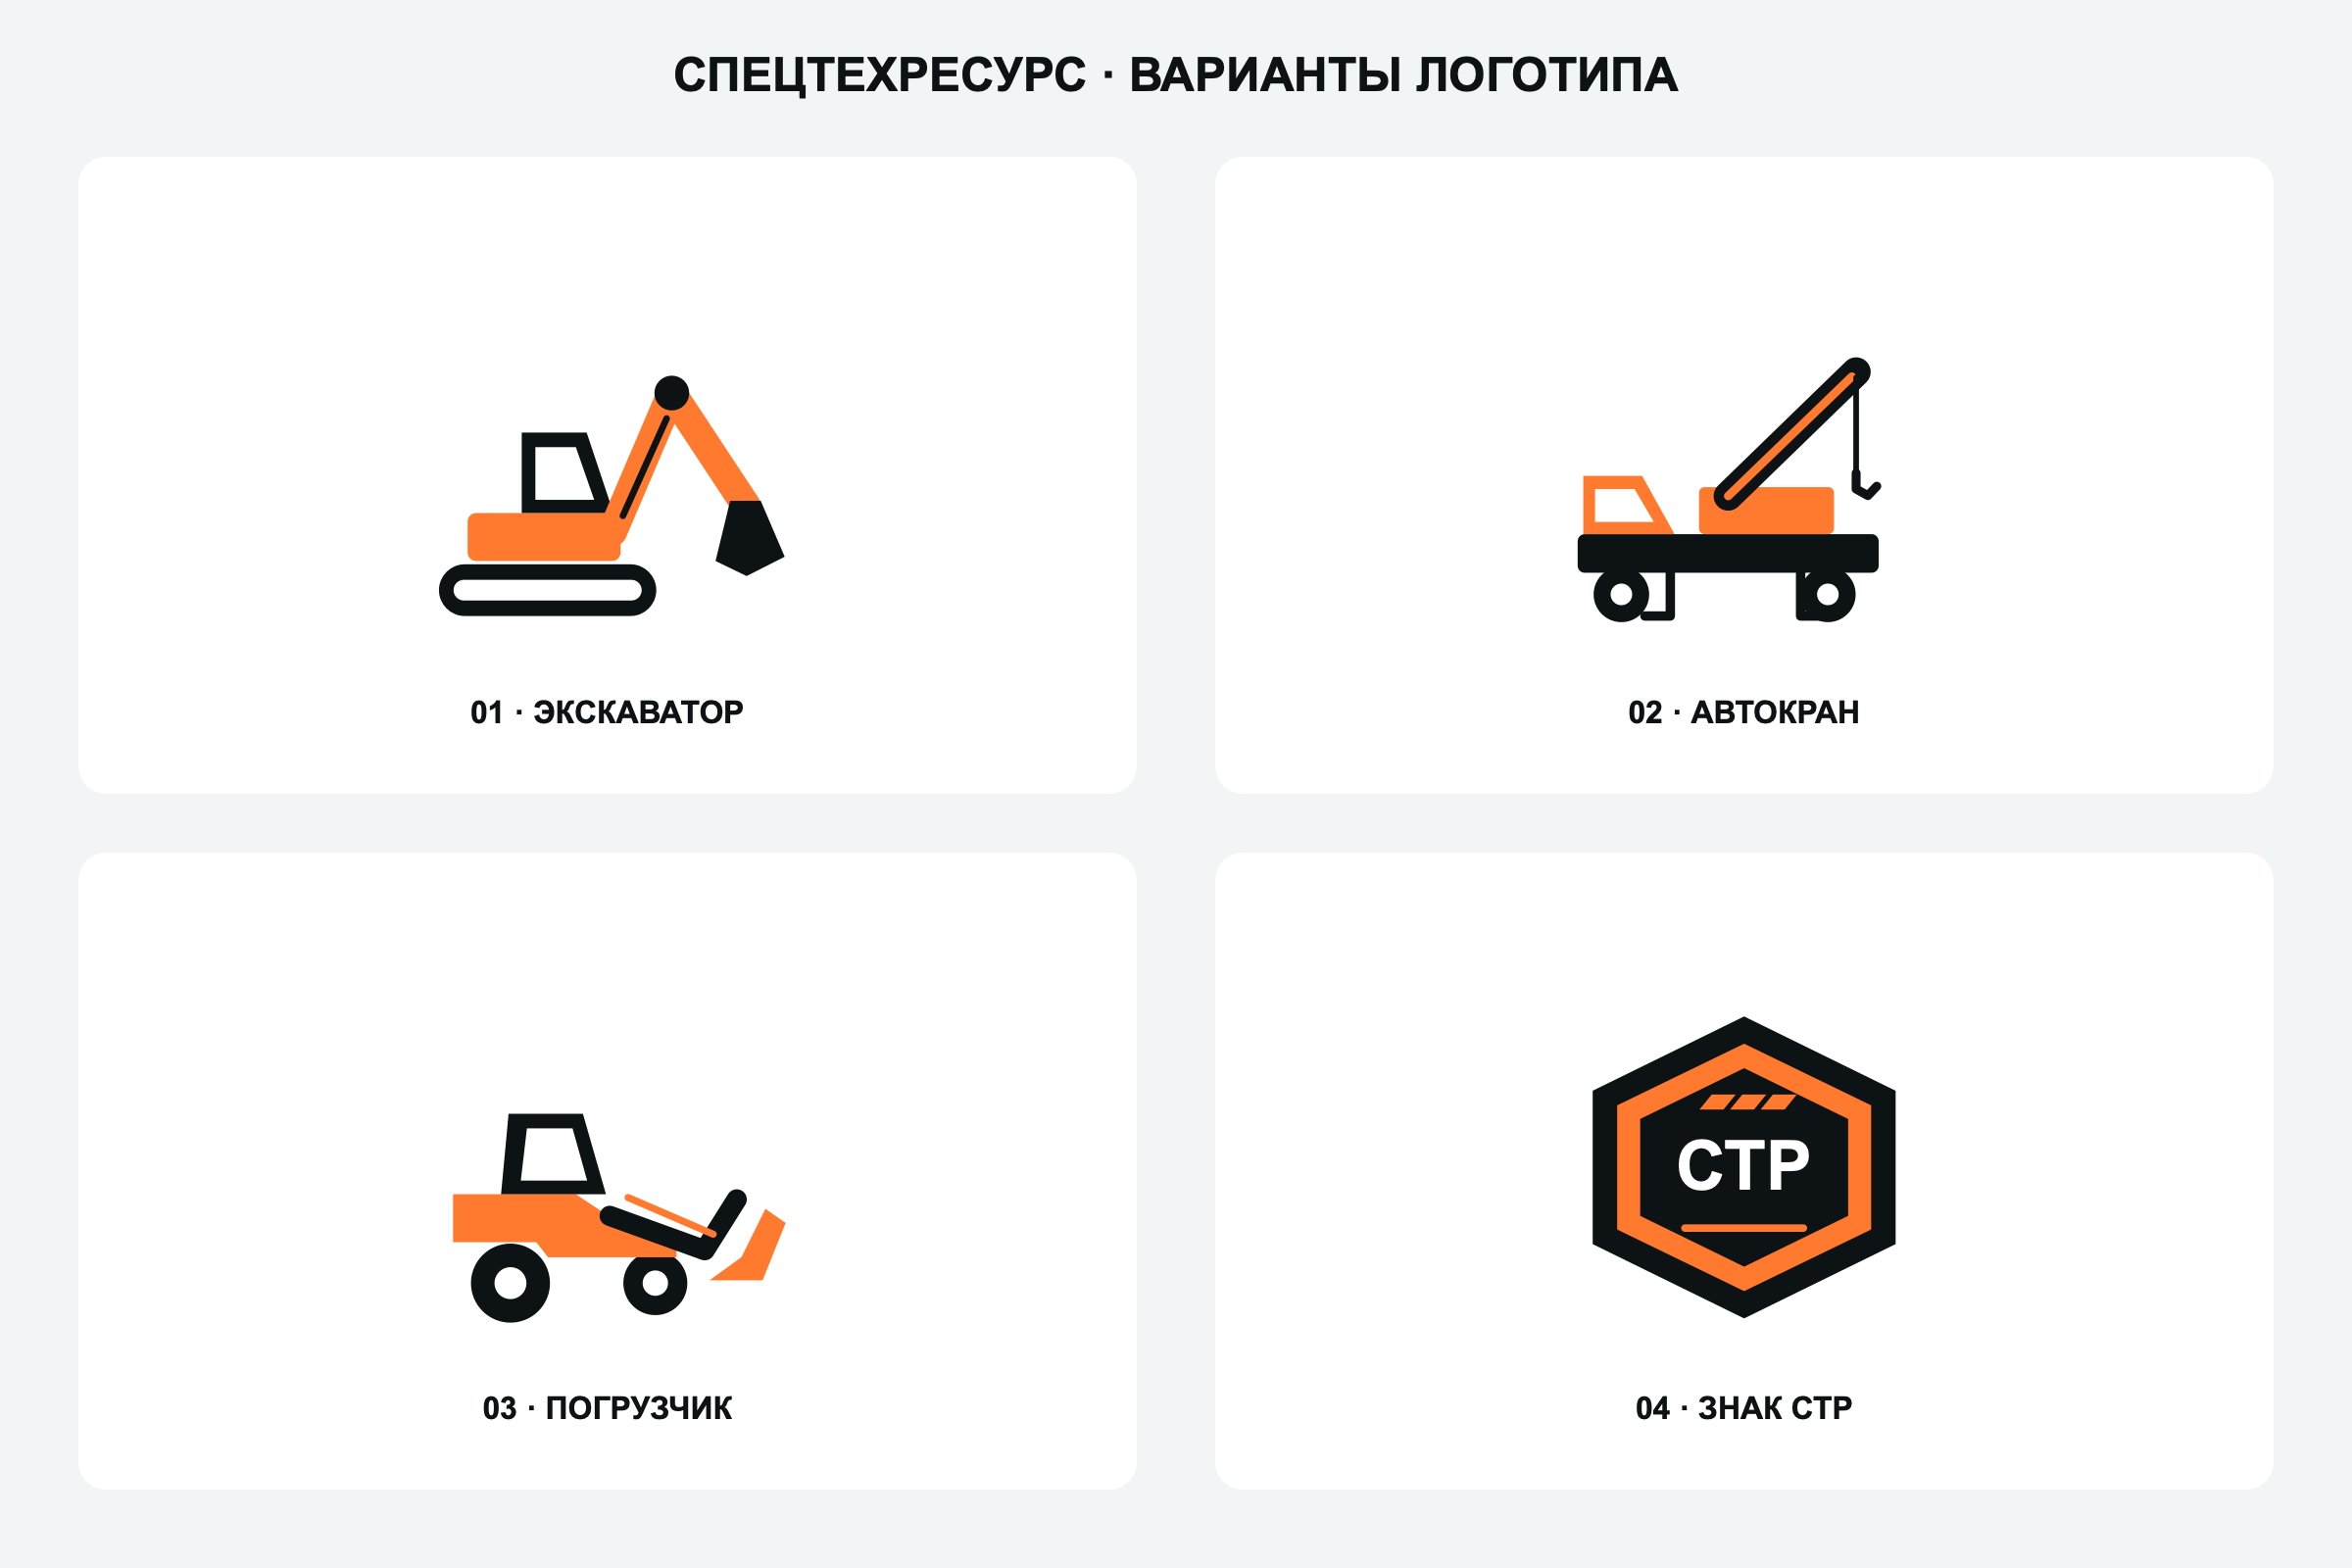 СПЕЦТЕХРЕСУРС · ВАРИАНТЫ ЛОГОТИПА
01 · ЭКСКАВАТОР
02 · АВТОКРАН
СТР
03 · ПОГРУЗЧИК
04 · ЗНАК СТР